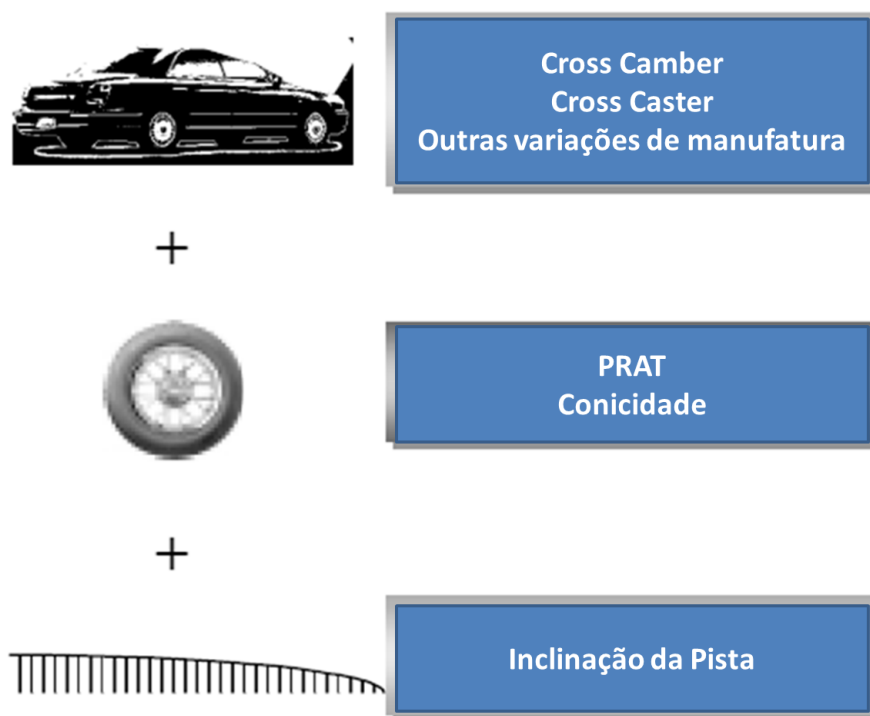 Cross Camber
Cross Caster
Outras variações de manufatura
+
PRAT
Conicidade
+
Inclinação da Pista